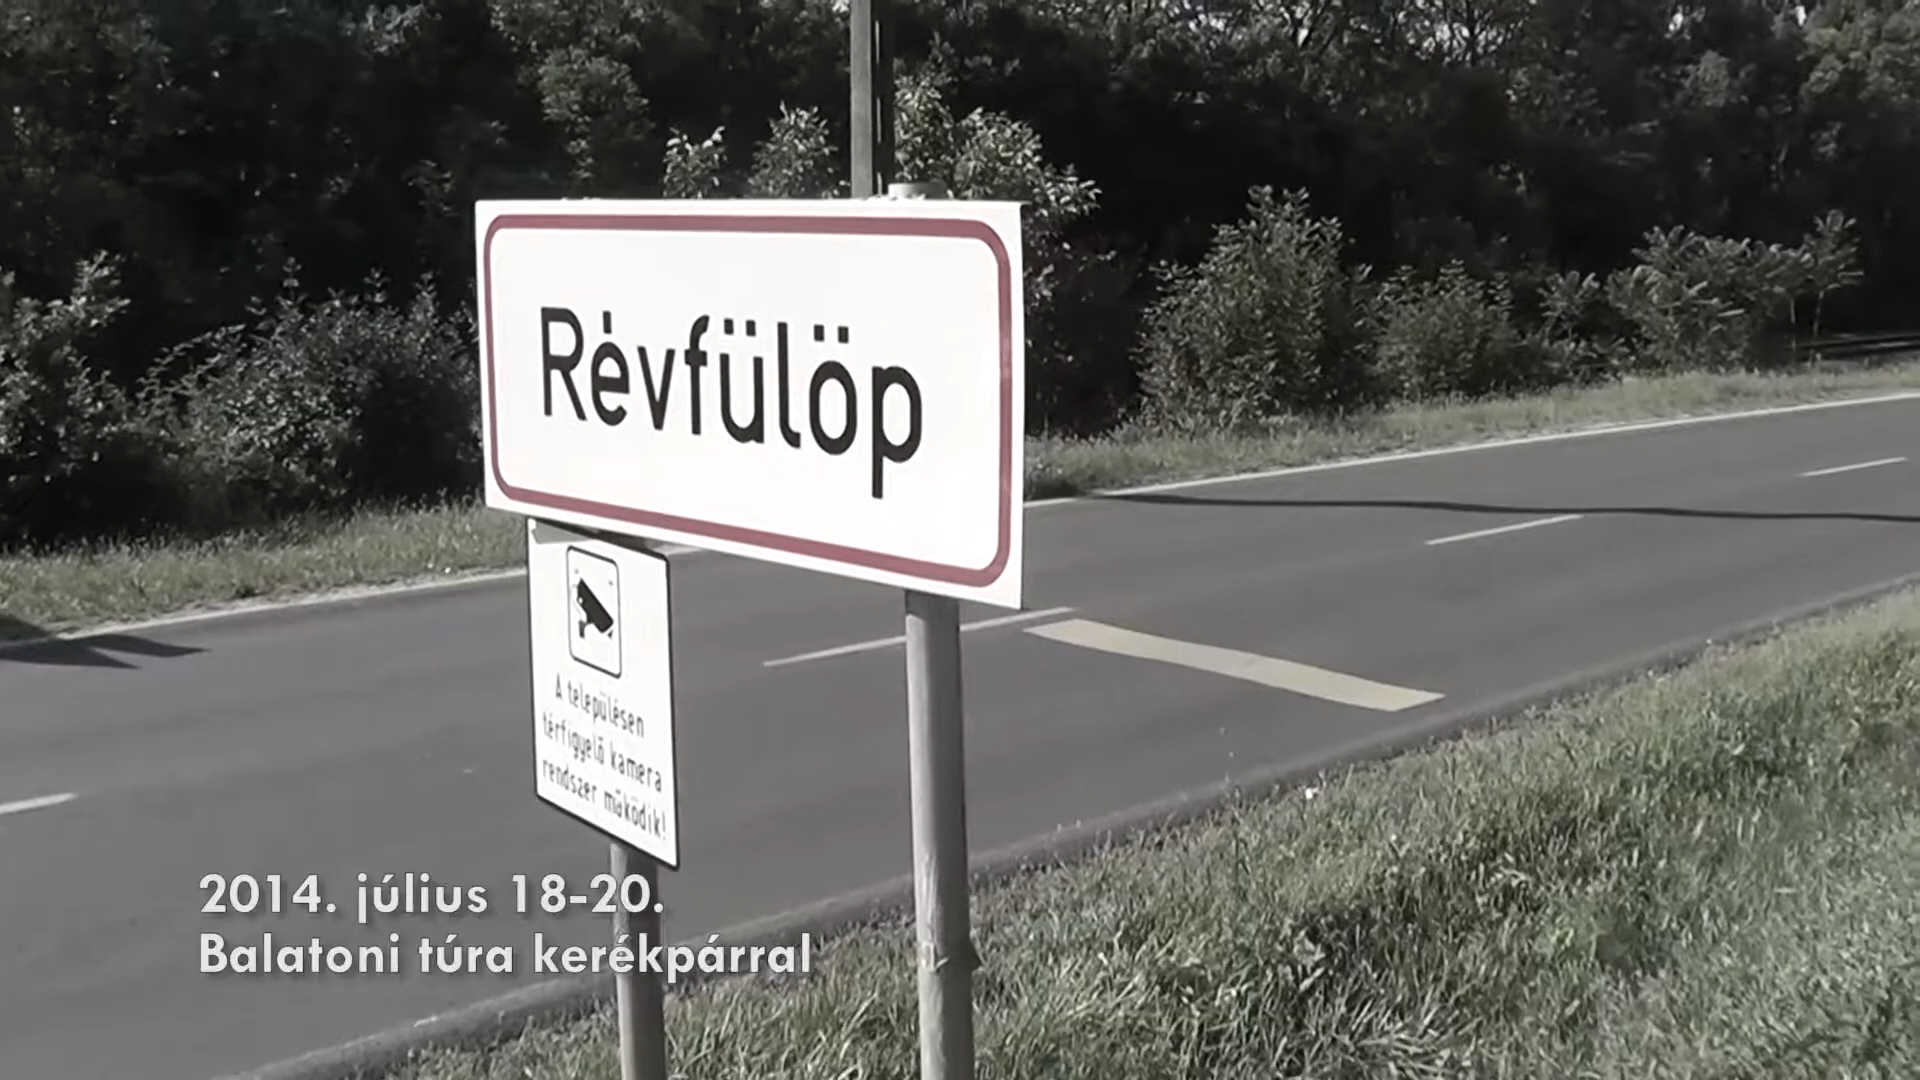 Révfülöp
A településen
térfigyelő kamera
rendszer működik!
2014. július 18-20.
Balatoni túra kerékpárral